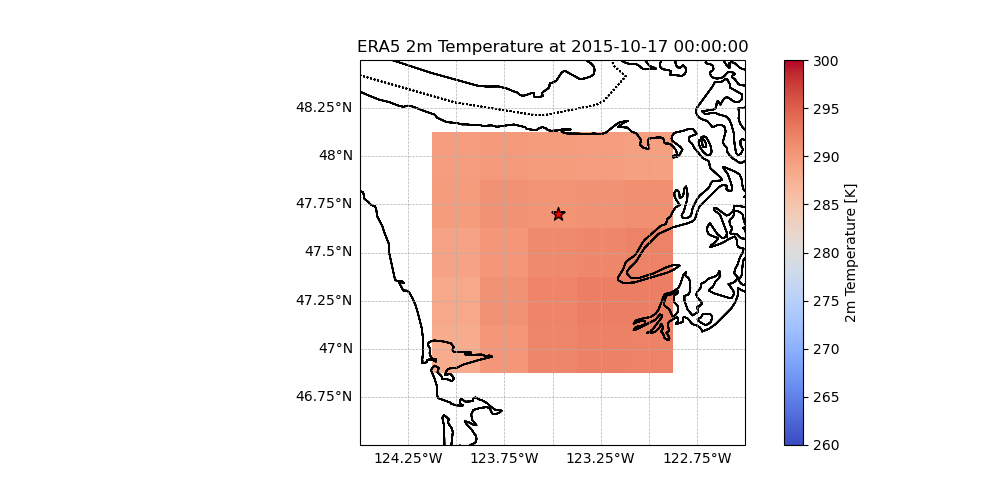 ERA5 2m Temperature at 2015-10-17 00:00:00
48.25°N
48°N
47.75°N
47.5°N
47.25°N
47°N
46.75°N
124.25°W 123.75°W 123.25°W 122.75°W
300
295
290
285
280
275
270
265
260
2m Temperature [K]